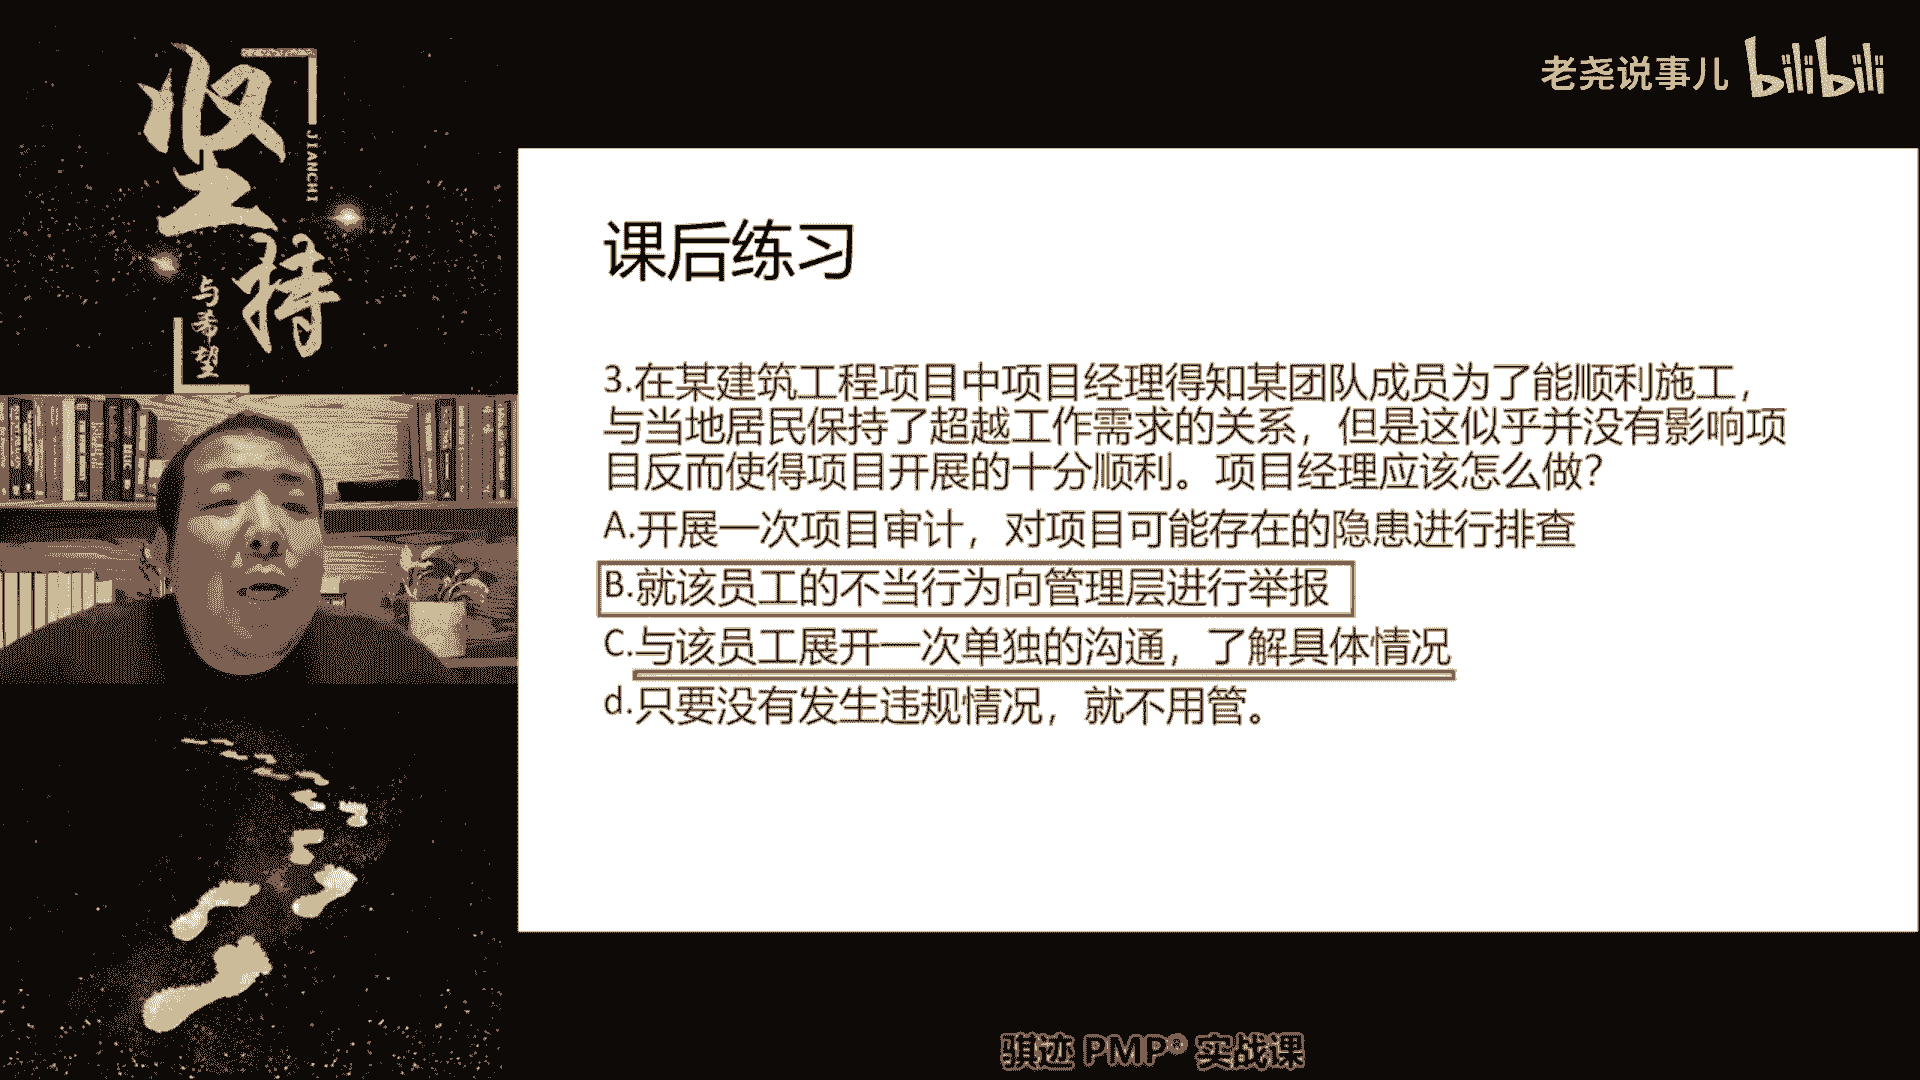 坚持
JIANCHI
与希望
老尧说事儿 bilibili
课后练习
3.在某建筑工程项目中项目经理得知某团队成员为了能顺利施工，
与当地居民保持了超越工作需求的关系，但是这似乎并没有影响项
目反而使得项目开展的十分顺利。项目经理应该怎么做？
A.开展一次项目审计，对项目可能存在的隐患进行排查
B.就该员工的不当行为向管理层进行举报
C.与该员工展开一次单独的沟通，了解具体情况
d.只要没有发生违规情况，就不用管。
骐迹 PMP® 实战课